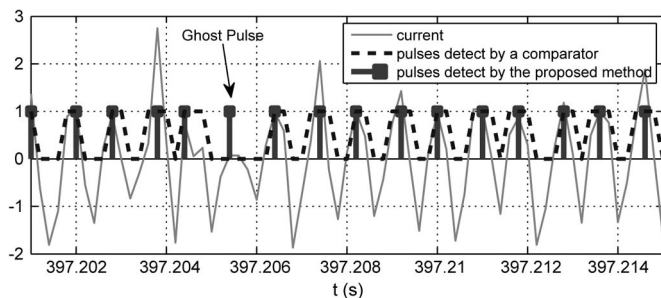 3
2
1
0
-1
-2
Ghost Pulse
current
pulses detect by a comparator
pulses detect by the proposed method
397.202 397.204 397.206 397.208 397.21 397.212 397.214
t (s)